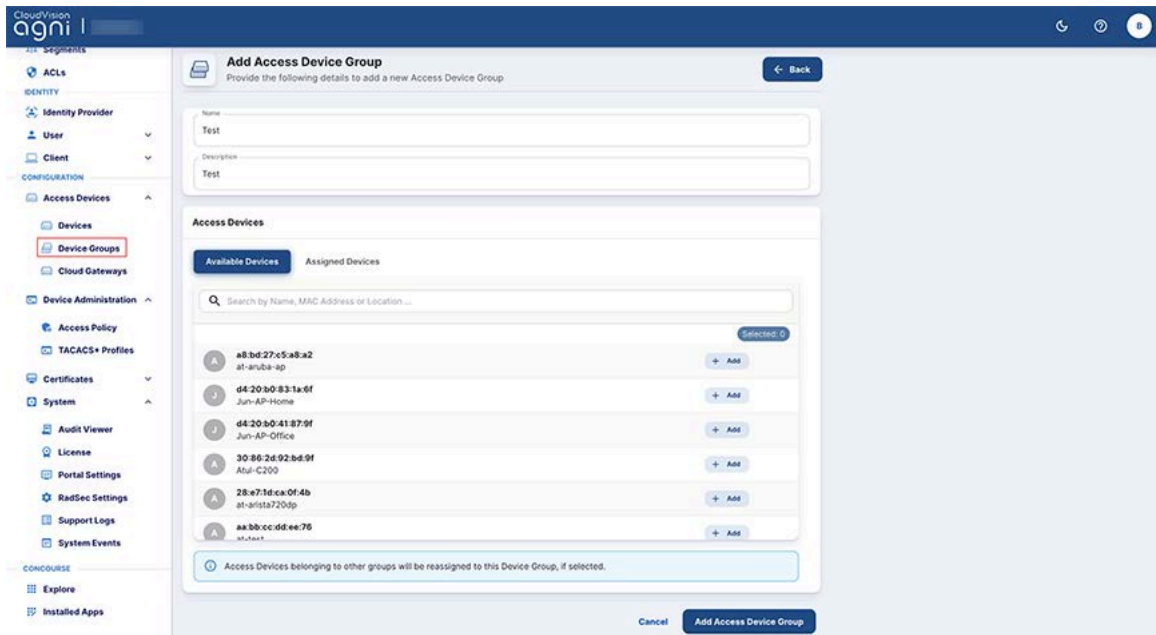 CloudVision
agni |
B
Segments
ACLs
IDENTITY
Identity Provider
User
Client
CONFIGURATION
Access Devices
Devices
Device Groups
Cloud Gateways
Device Administration
Access Policy
TACACS+ Profiles
Certificates
System
Audit Viewer
License
Portal Settings
RadSec Settings
Support Logs
System Events
CONCOURSE
Explore
Installed Apps
Add Access Device Group
Provide the following details to add a new Access Device Group
← Back
Name
Test
Description
Test
Access Devices
Available Devices Assigned Devices
Search by Name, MAC Address or Location ...
Selected: 0
A
a8:bd:27:c5:a8:a2
at-aruba-ap
+ Add
J
d4:20:b0:83:1a:6f
Jun-AP-Home
+ Add
J
d4:20:b0:41:87:9f
Jun-AP-Office
+ Add
A
30:86:2d:92:bd:9f
Atul-C200
+ Add
A
28:e7:1d:ca:0f:4b
at-arista720dp
+ Add
A
aa:bb:cc:dd:ee:76
at-test
+ Add
Access Devices belonging to other groups will be reassigned to this Device Group, if selected.
Cancel
Add Access Device Group